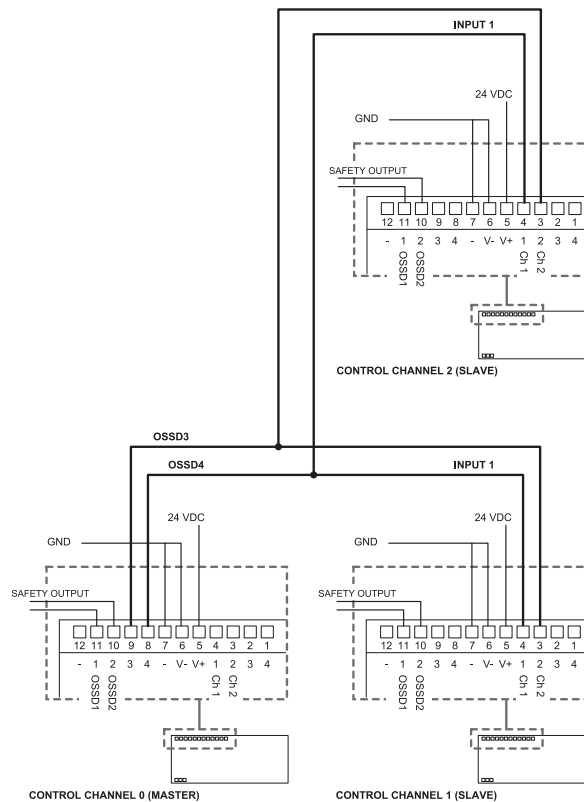 INPUT 1
24 VDC
GND
SAFETY OUTPUT
12 11 10 9 8 7 6 5 4 3 2 1
- 1 2 3 4 - V- V+ 1 2 3 4
OSSD1 OSSD2 Ch 1 Ch 2
CONTROL CHANNEL 2 (SLAVE)
OSSD3
OSSD4
INPUT 1
24 VDC
GND
SAFETY OUTPUT
12 11 10 9 8 7 6 5 4 3 2 1
- 1 2 3 4 - V- V+ 1 2 3 4
OSSD1 OSSD2 Ch 1 Ch 2
CONTROL CHANNEL 0 (MASTER)
24 VDC
GND
SAFETY OUTPUT
12 11 10 9 8 7 6 5 4 3 2 1
- 1 2 3 4 - V- V+ 1 2 3 4
OSSD1 OSSD2 Ch 1 Ch 2
CONTROL CHANNEL 1 (SLAVE)